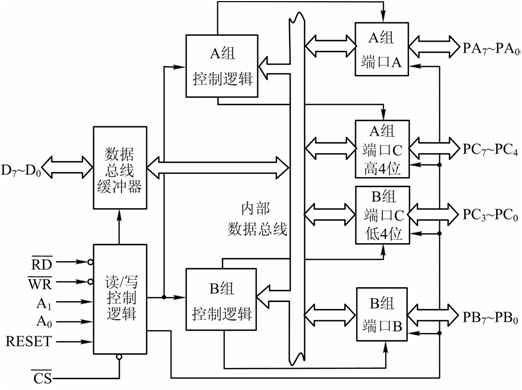 A组
控制逻辑
A组
端口A
PA₇~PA₀
数据
总线
缓冲器
D₇~D₀
A组
端口C
高4位
PC₇~PC₄
内部
数据总线
B组
端口C
低4位
PC₃~PC₀
R̅D̅
W̅R̅
A₁
A₀
RESET
C̅S̅
读/写
控制
逻辑
B组
控制逻辑
B组
端口B
PB₇~PB₀